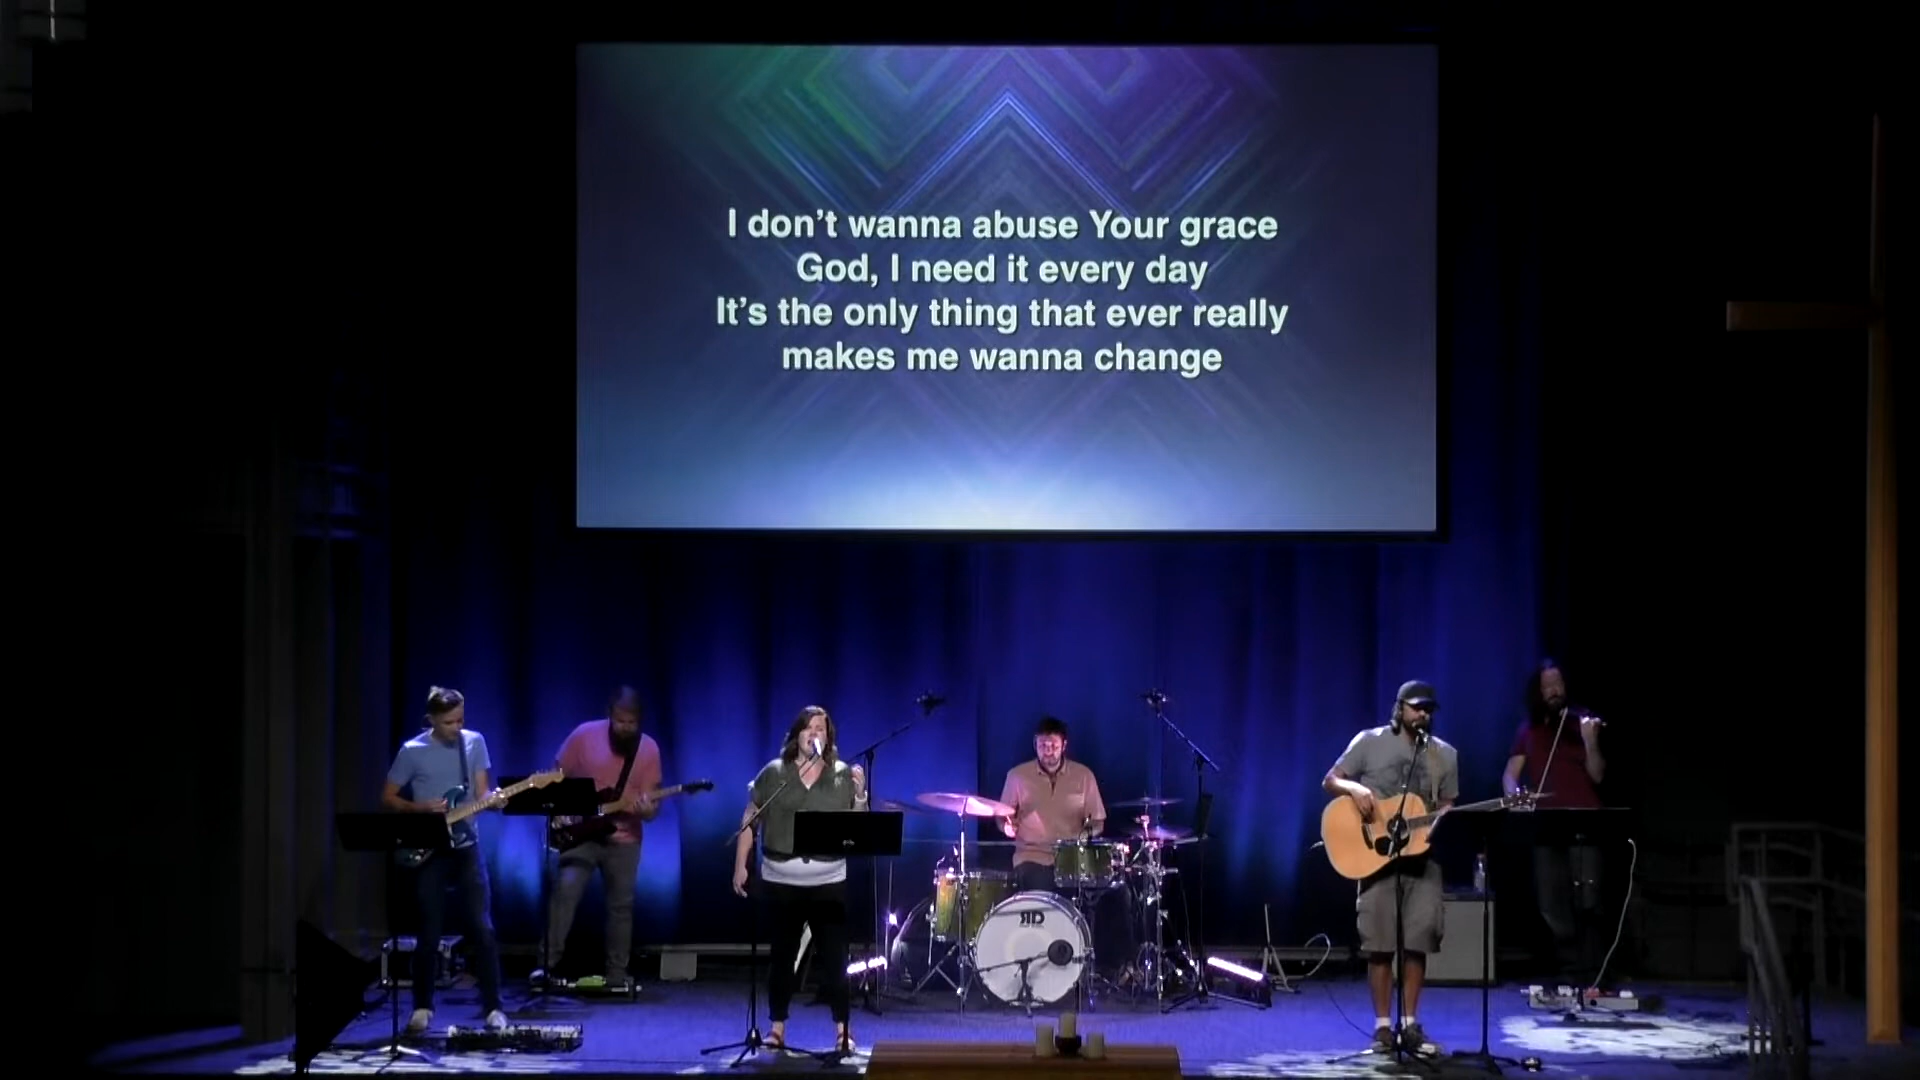 I don't wanna abuse Your grace
God, I need it every day
It's the only thing that ever really
makes me wanna change